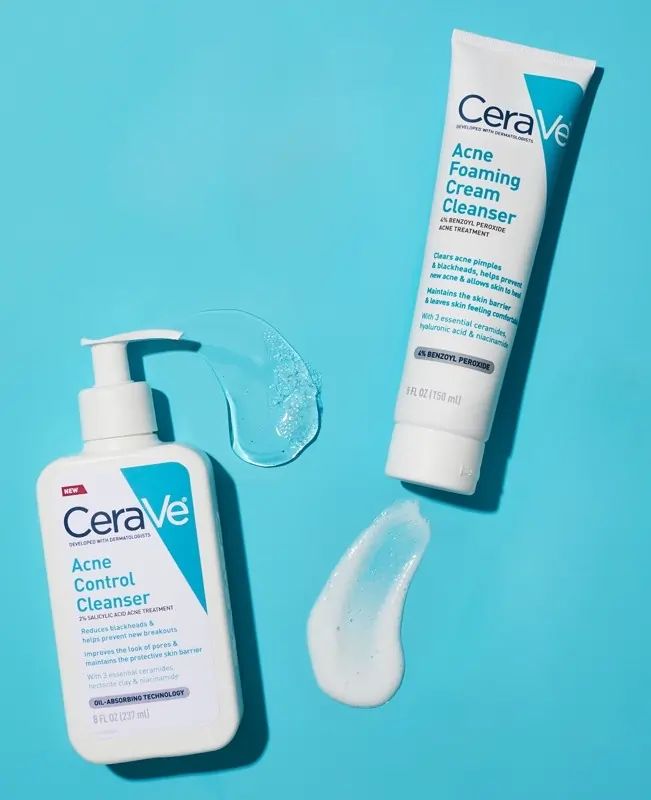 CeraVe
DEVELOPED WITH DERMATOLOGISTS
Acne
Foaming
Cream
Cleanser
4% BENZOYL PEROXIDE
ACNE TREATMENT
Clears acne pimples
& blackheads, helps prevent
new acne & allows skin to heal
Maintains the skin barrier
& leaves skin feeling comfortable
With 3 essential ceramides,
hyaluronic acid & niacinamide
4% BENZOYL PEROXIDE
5 FL OZ (150 ml)
NEW
CeraVe®
DEVELOPED WITH DERMATOLOGISTS
Acne
Control
Cleanser
2% SALICYLIC ACID ACNE TREATMENT
Reduces blackheads &
helps prevent new breakouts
Improves the look of pores &
maintains the protective skin barrier
With 3 essential ceramides,
hectorite clay & niacinamide
OIL-ABSORBING TECHNOLOGY
8 FL OZ (237 ml)